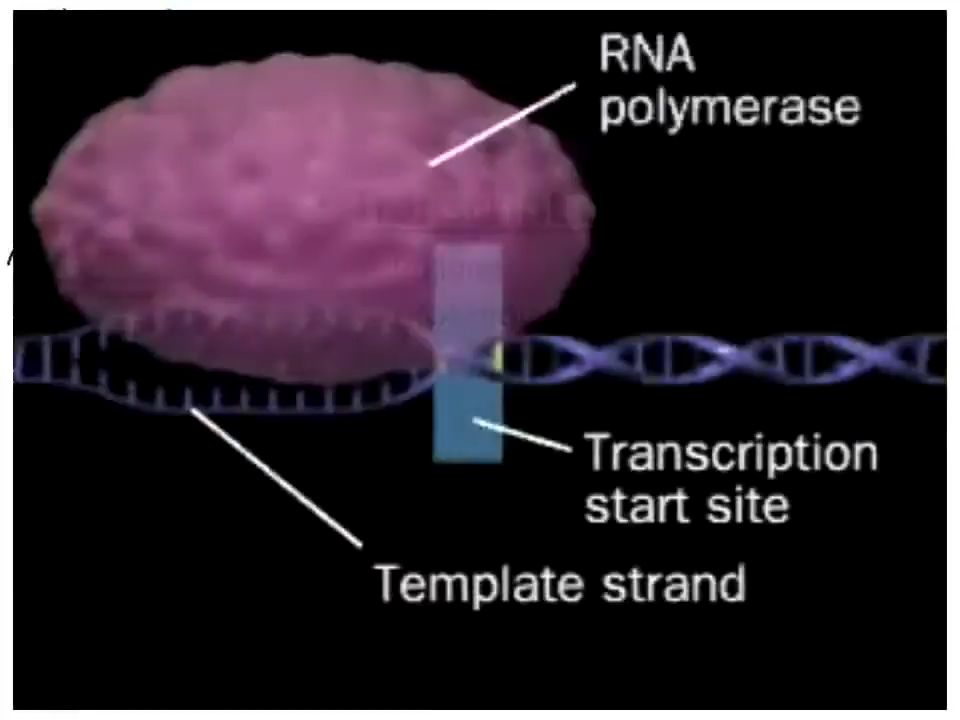 RNA
polymerase
Transcription
start site
Template strand